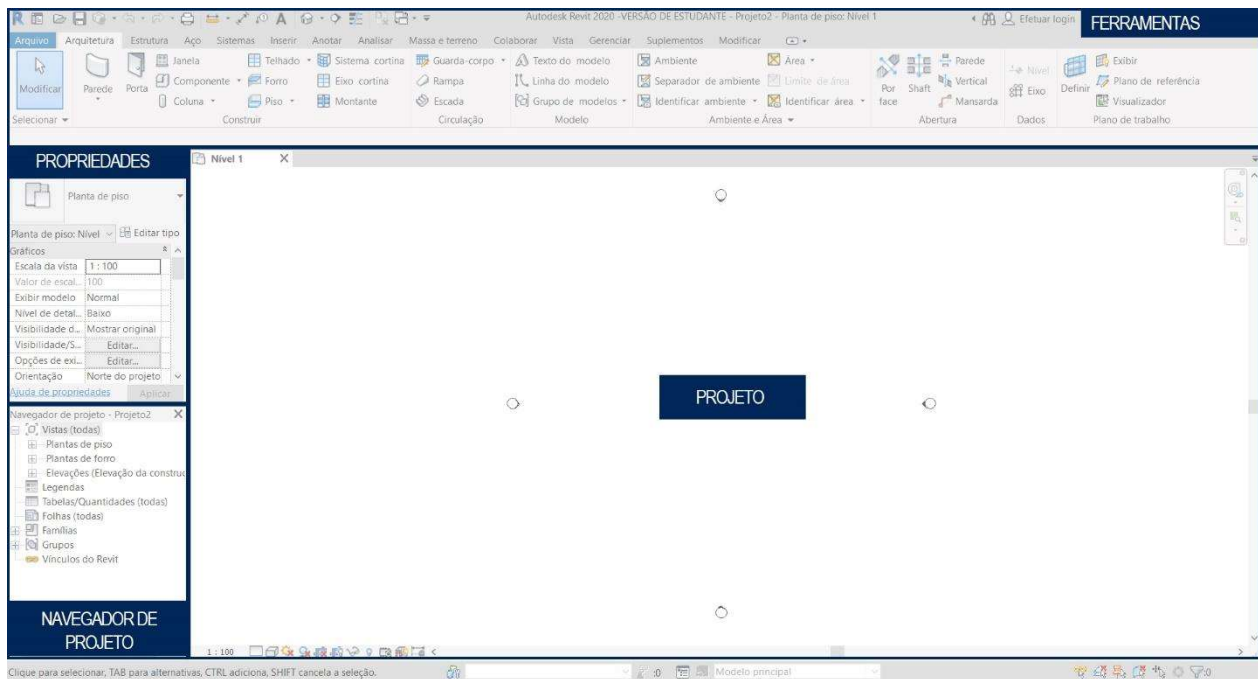 Autodesk Revit 2020 -VERSÃO DE ESTUDANTE - Projeto2 - Planta de piso: Nível 1
Efetuar login
FERRAMENTAS
Arquivo Arquitetura Estrutura Aço Sistemas Inserir Anotar Analisar Massa e terreno Colaborar Vista Gerenciar Suplementos Modificar
Modificar
Selecionar
Parede
Porta
Janela
Componente
Coluna
Telhado
Forro
Piso
Sistema cortina
Eixo cortina
Montante
Construir
Guarda-corpo
Rampa
Escada
Circulação
Texto do modelo
Linha do modelo
Grupo de modelos
Modelo
Ambiente
Separador de ambiente
Identificar ambiente
Área
Limite de área
Identificar área
Ambiente e Área
Por face
Shaft
Parede
Vertical
Mansarda
Abertura
Nível
Eixo
Dados
Definir
Exibir
Plano de referência
Visualizador
Plano de trabalho
PROPRIEDADES
Planta de piso
Planta de piso: Nível
Editar tipo
Gráficos
Escala da vista 1 : 100
Valor de escal... 100
Exibir modelo Normal
Nível de detal... Baixo
Visibilidade d... Mostrar original
Visibilidade/S... Editar...
Opções de exi... Editar...
Orientação Norte do projeto
Ajuda de propriedades Aplicar
Navegador de projeto - Projeto2 X
Vistas (todas)
Plantas de piso
Plantas de forro
Elevações (Elevação da construç
Legendas
Tabelas/Quantidades (todas)
Folhas (todas)
Famílias
Grupos
Vínculos do Revit
NAVEGADOR DE
PROJETO
Nível 1 X
PROJETO
1 : 100
Clique para selecionar, TAB para alternativas, CTRL adiciona, SHIFT cancela a seleção.
:0
Modelo principal
:0